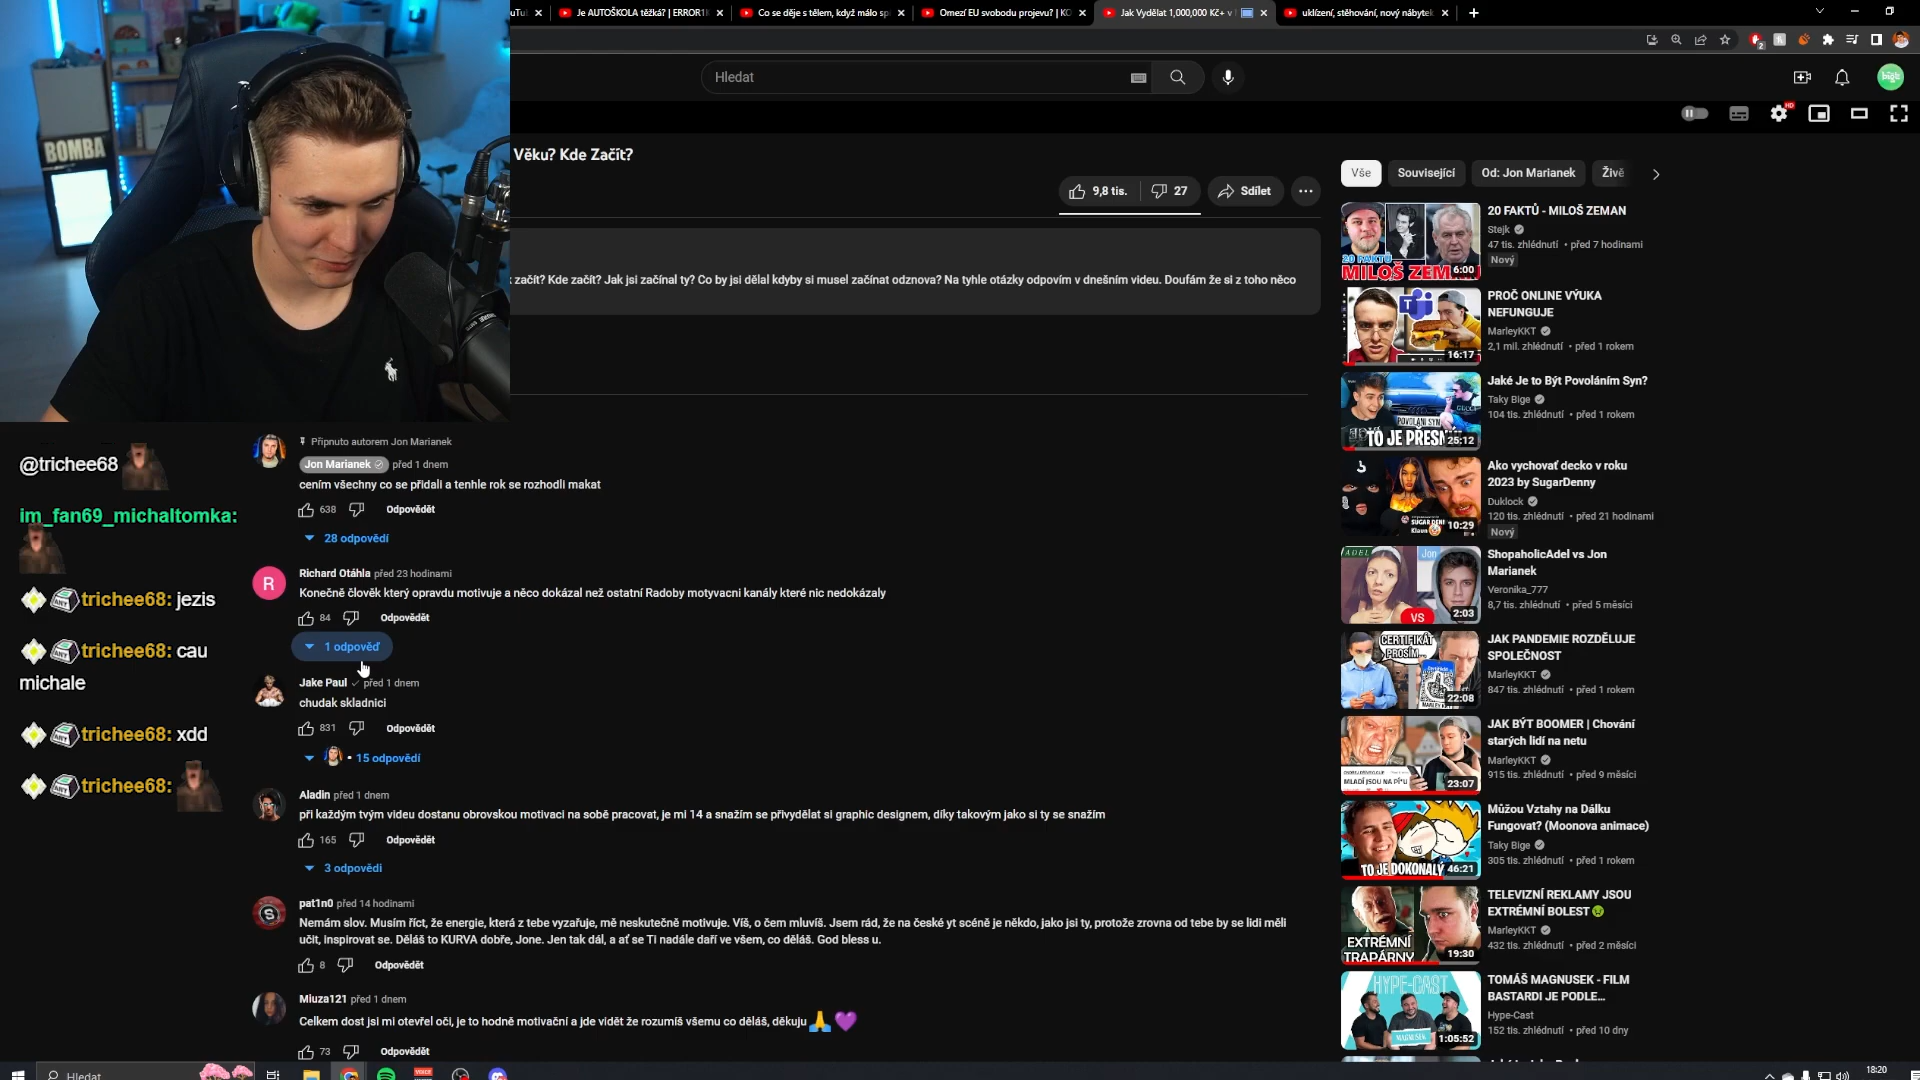 Je AUTOŠKOLA těžká? | ERROR1
Co se děje s tělem, když málo sp
Omezí EU svobodu projevu? | KO
Jak Vydělat 1,000,000 Kč+ v
uklízení, stěhování, nový nábytek
Hledat
bigě
HD
BOMBA
Věku? Kde Začít?
9,8 tis.
27
Sdílet
začít? Kde začít? Jak jsi začínal ty? Co by jsi dělal kdyby si musel začínat odznova? Na tyhle otázky odpovím v dnešním videu. Doufám že si z toho něco
Vše
Související
Od: Jon Marianek
Živě
20 FAKTŮ
MILOŠ ZEMAN
6:00
20 FAKTŮ - MILOŠ ZEMAN
Stejk
47 tis. zhlédnutí • před 7 hodinami
Nový
16:17
PROČ ONLINE VÝUKA
NEFUNGUJE
MarleyKKT
2,1 mil. zhlédnutí • před 1 rokem
POVOLÁNÍ SYN?
TO JE PŘESN
25:12
Jaké Je to Být Povoláním Syn?
Taky Bige
104 tis. zhlédnutí • před 1 rokem
10:29
Ako vychovať decko v roku
2023 by SugarDenny
Duklock
120 tis. zhlédnutí • před 21 hodinami
Nový
ADEL
Jon
VS
2:03
ShopaholicAdel vs Jon
Marianek
Veronika_777
8,7 tis. zhlédnutí • před 5 měsíci
CERTIFIKÁT
PROSÍM...
22:08
JAK PANDEMIE ROZDĚLUJE
SPOLEČNOST
MarleyKKT
847 tis. zhlédnutí • před 1 rokem
MLADÍ JSOU NA PÍ*U
23:07
JAK BÝT BOOMER | Chování
starých lidí na netu
MarleyKKT
915 tis. zhlédnutí • před 9 měsíci
TO JE DOKONALÝ
46:21
Můžou Vztahy na Dálku
Fungovat? (Moonova animace)
Taky Bige
305 tis. zhlédnutí • před 1 rokem
EXTRÉMNÍ
TRAPÁRNY
19:30
TELEVIZNÍ REKLAMY JSOU
EXTRÉMNÍ BOLEST
MarleyKKT
432 tis. zhlédnutí • před 2 měsíci
HYPE-CAST
MAGNUSEK
1:05:52
TOMÁŠ MAGNUSEK - FILM
BASTARDI JE PODLE...
Hype-Cast
152 tis. zhlédnutí • před 10 dny
@trichee68
im_fan69_michaltomka:
trichee68: jezis
trichee68: cau
michale
trichee68: xdd
trichee68:
Připnuto autorem Jon Marianek
Jon Marianek před 1 dnem
cením všechny co se přidali a tenhle rok se rozhodli makat
638 Odpovědět
28 odpovědí
R
Richard Otáhla před 23 hodinami
Konečně člověk který opravdu motivuje a něco dokázal než ostatní Radoby motyvacni kanály které nic nedokázaly
84 Odpovědět
1 odpověď
Jake Paul před 1 dnem
chudak skladnici
831 Odpovědět
15 odpovědí
Aladin před 1 dnem
při každým tvým videu dostanu obrovskou motivaci na sobě pracovat, je mi 14 a snažím se přivydělat si graphic designem, díky takovým jako si ty se snažím
165 Odpovědět
3 odpovědi
pat1n0 před 14 hodinami
Nemám slov. Musím říct, že energie, která z tebe vyzařuje, mě neskutečně motivuje. Víš, o čem mluvíš. Jsem rád, že na české yt scéně je někdo, jako jsi ty, protože zrovna od tebe by se lidi měli
učit, inspirovat se. Děláš to KURVA dobře, Jone. Jen tak dál, a ať se Ti nadále daří ve všem, co děláš. God bless u.
8 Odpovědět
Miuza121 před 1 dnem
Celkem dost jsi mi otevřel oči, je to hodně motivační a jde vidět že rozumíš všemu co děláš, děkuju
73 Odpovědět
Hledat
18:20